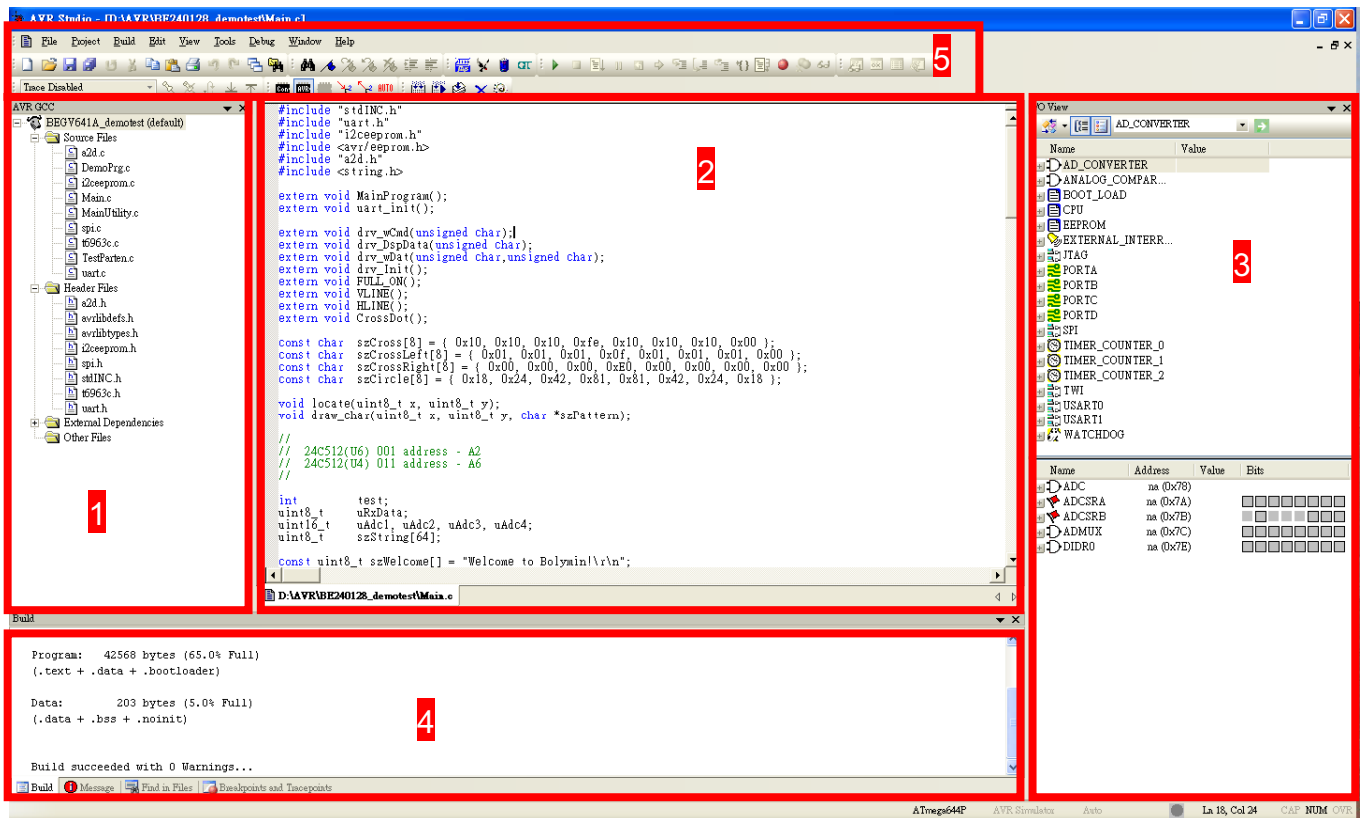 AVR Studio - [D:\AVR\BE240128_demotest\Main.c]
File Project Build Edit View Tools Debug Window Help
5
Trace Disabled
Con AVR AUTO
AVR GCC
BEGV641A_demotest (default)
Source Files
a2d.c
DemoPrg.c
i2ceeprom.c
Main.c
MainUtility.c
spi.c
t6963c.c
TestParten.c
uart.c
Header Files
a2d.h
avrlibdefs.h
avrlibtypes.h
i2ceeprom.h
spi.h
stdINC.h
t6963c.h
uart.h
External Dependencies
Other Files
1
#include "stdINC.h"
#include "uart.h"
#include "i2ceeprom.h"
#include <avr/eeprom.h>
#include "a2d.h"
#include <string.h>
extern void MainProgram();
extern void uart_init();
extern void drv_wCmd(unsigned char);
extern void drv_DspData(unsigned char);
extern void drv_wDat(unsigned char,unsigned char);
extern void drv_Init();
extern void FULL_ON();
extern void VLINE();
extern void HLINE();
extern void CrossDot();
const char szCross[8] = { 0x10, 0x10, 0x10, 0xfe, 0x10, 0x10, 0x10, 0x00 };
const char szCrossLeft[8] = { 0x01, 0x01, 0x01, 0x0f, 0x01, 0x01, 0x01, 0x00 };
const char szCrossRight[8] = { 0x00, 0x00, 0x00, 0xE0, 0x00, 0x00, 0x00, 0x00 };
const char szCircle[8] = { 0x18, 0x24, 0x42, 0x81, 0x81, 0x42, 0x24, 0x18 };
void locate(uint8_t x, uint8_t y);
void draw_char(uint8_t x, uint8_t y, char *szPattern);
//
// 24C512(U6) 001 address - A2
// 24C512(U4) 011 address - A6
//
int test;
uint8_t uRxData;
uint16_t uAdc1, uAdc2, uAdc3, uAdc4;
uint8_t szString[64];
const uint8_t szWelcome[] = "Welcome to Bolymin!\r\n";
D:\AVR\BE240128_demotest\Main.c
2
I/O View
AD_CONVERTER
Name Value
AD_CONVERTER
ANALOG_COMPAR...
BOOT_LOAD
CPU
EEPROM
EXTERNAL_INTERR...
JTAG
PORTA
PORTB
PORTC
PORTD
SPI
TIMER_COUNTER_0
TIMER_COUNTER_1
TIMER_COUNTER_2
TWI
USART0
USART1
WATCHDOG
3
Name Address Value Bits
ADC na (0x78)
ADCSRA na (0x7A)
ADCSRB na (0x7B)
ADMUX na (0x7C)
DIDR0 na (0x7E)
Build
Program: 42568 bytes (65.0% Full)
(.text + .data + .bootloader)
Data: 203 bytes (5.0% Full)
(.data + .bss + .noinit)
Build succeeded with 0 Warnings...
4
Build Message Find in Files Breakpoints and Tracepoints
ATmega644P AVR Simulator Auto Ln 18, Col 24 CAP NUM OVR